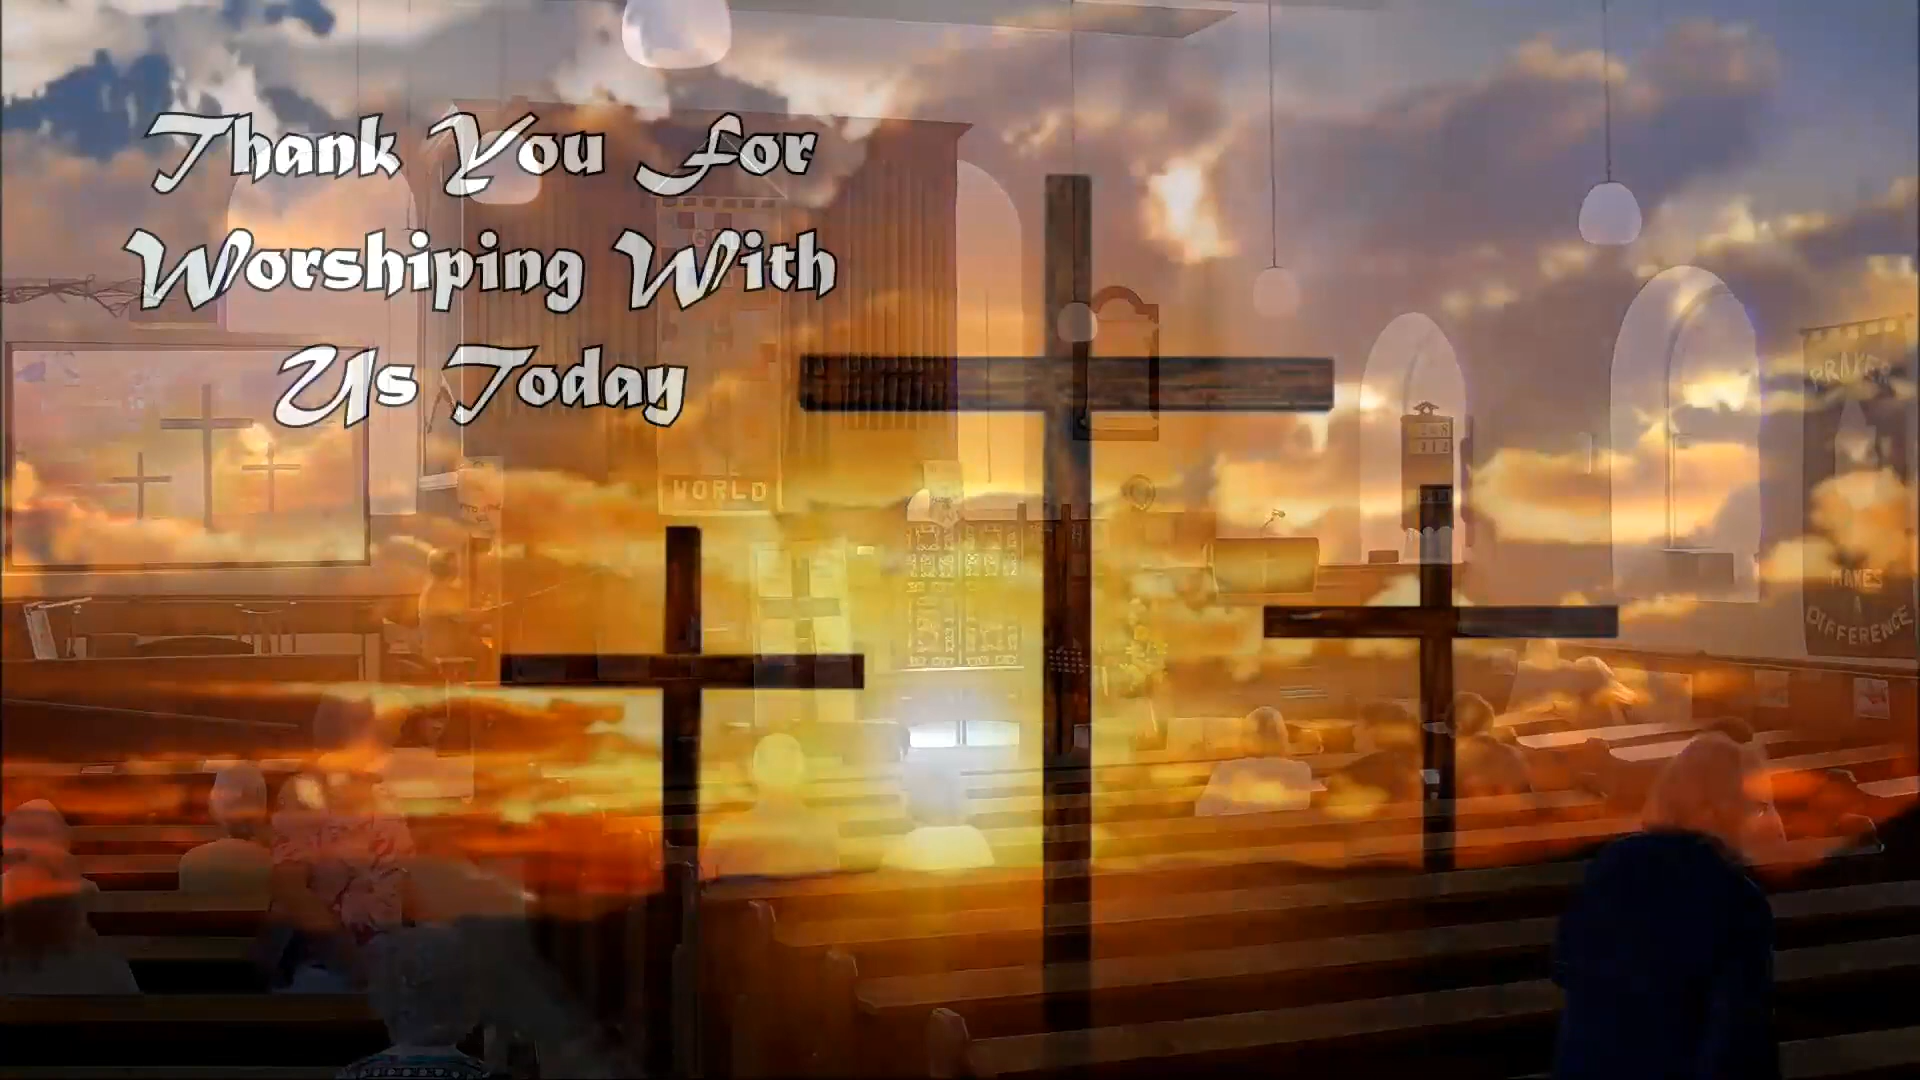 Thank You For
Worshiping With
Us Today
WORLD
PRAYER
MAKES
A
DIFFERENCE